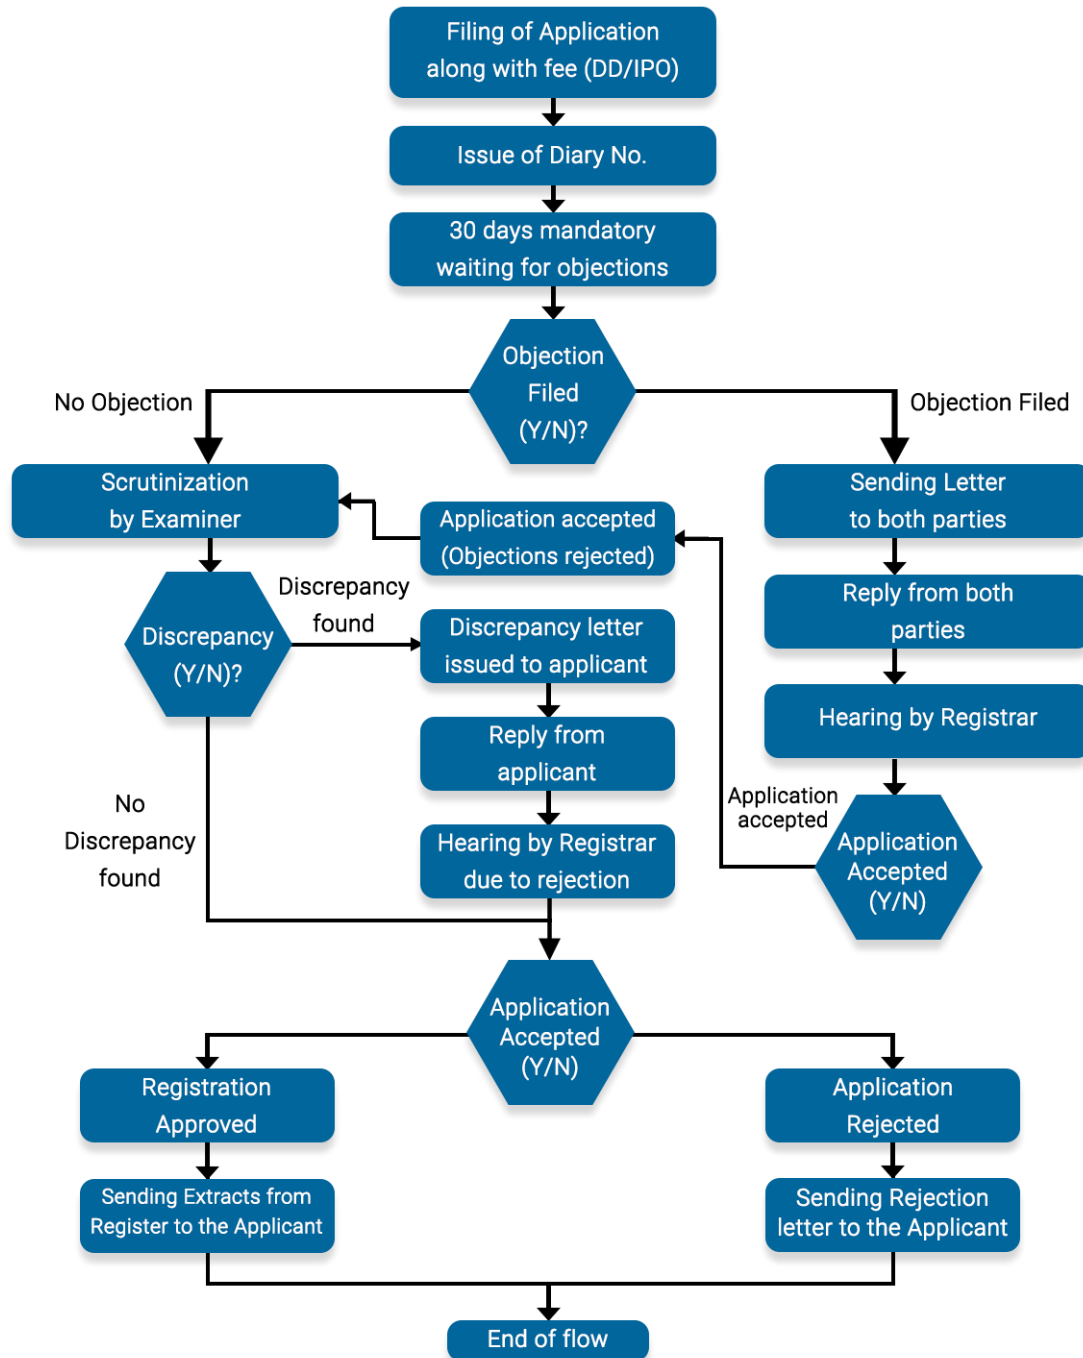 Filing of Application
along with fee (DD/IPO)
Issue of Diary No.
30 days mandatory
waiting for objections
Objection
Filed
(Y/N)?
No Objection
Objection Filed
Scrutinization
by Examiner
Application accepted
(Objections rejected)
Sending Letter
to both parties
Discrepancy
found
Discrepancy
(Y/N)?
Discrepancy letter
issued to applicant
Reply from both
parties
Reply from
applicant
Hearing by Registrar
No
Discrepancy
found
Hearing by Registrar
due to rejection
Application
accepted
Application
Accepted
(Y/N)
Application
Accepted
(Y/N)
Registration
Approved
Application
Rejected
Sending Extracts from
Register to the Applicant
Sending Rejection
letter to the Applicant
End of flow